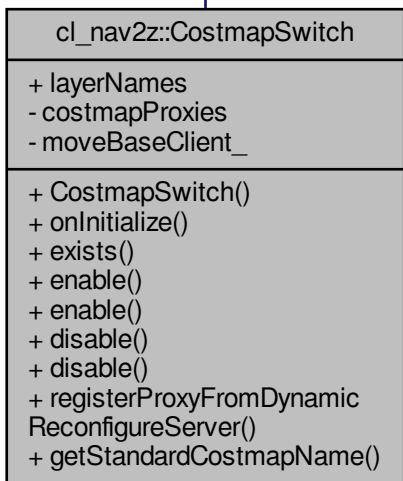 cl_nav2z::CostmapSwitch
+ layerNames
- costmapProxies
- moveBaseClient_
+ CostmapSwitch()
+ onInitialize()
+ exists()
+ enable()
+ enable()
+ disable()
+ disable()
+ registerProxyFromDynamic
ReconfigureServer()
+ getStandardCostmapName()